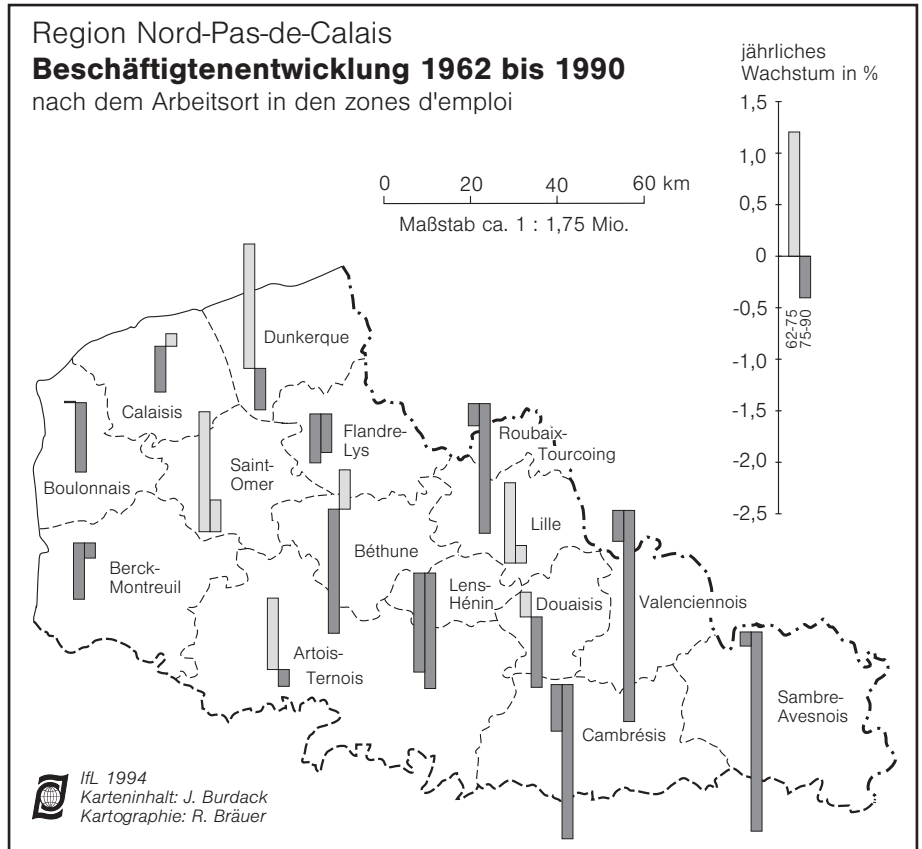 Region Nord-Pas-de-Calais
Beschäftigtenentwicklung 1962 bis 1990
nach dem Arbeitsort in den zones d'emploi
jährliches
Wachstum in %
1,5
1,0
0,5
0
-0,5
-1,0
-1,5
-2,0
-2,5
62-75
75-90
0 20 40 60 km
Maßstab ca. 1 : 1,75 Mio.
Dunkerque
Calaisis
Boulonnais
Saint-
Omer
Flandre-
Lys
Roubaix-
Tourcoing
Lille
Berck-
Montreuil
Béthune
Lens-
Hénin
Douaisis
Valenciennois
Artois-
Ternois
Cambrésis
Sambre-
Avesnois
IfL 1994
Karteninhalt: J. Burdack
Kartographie: R. Bräuer